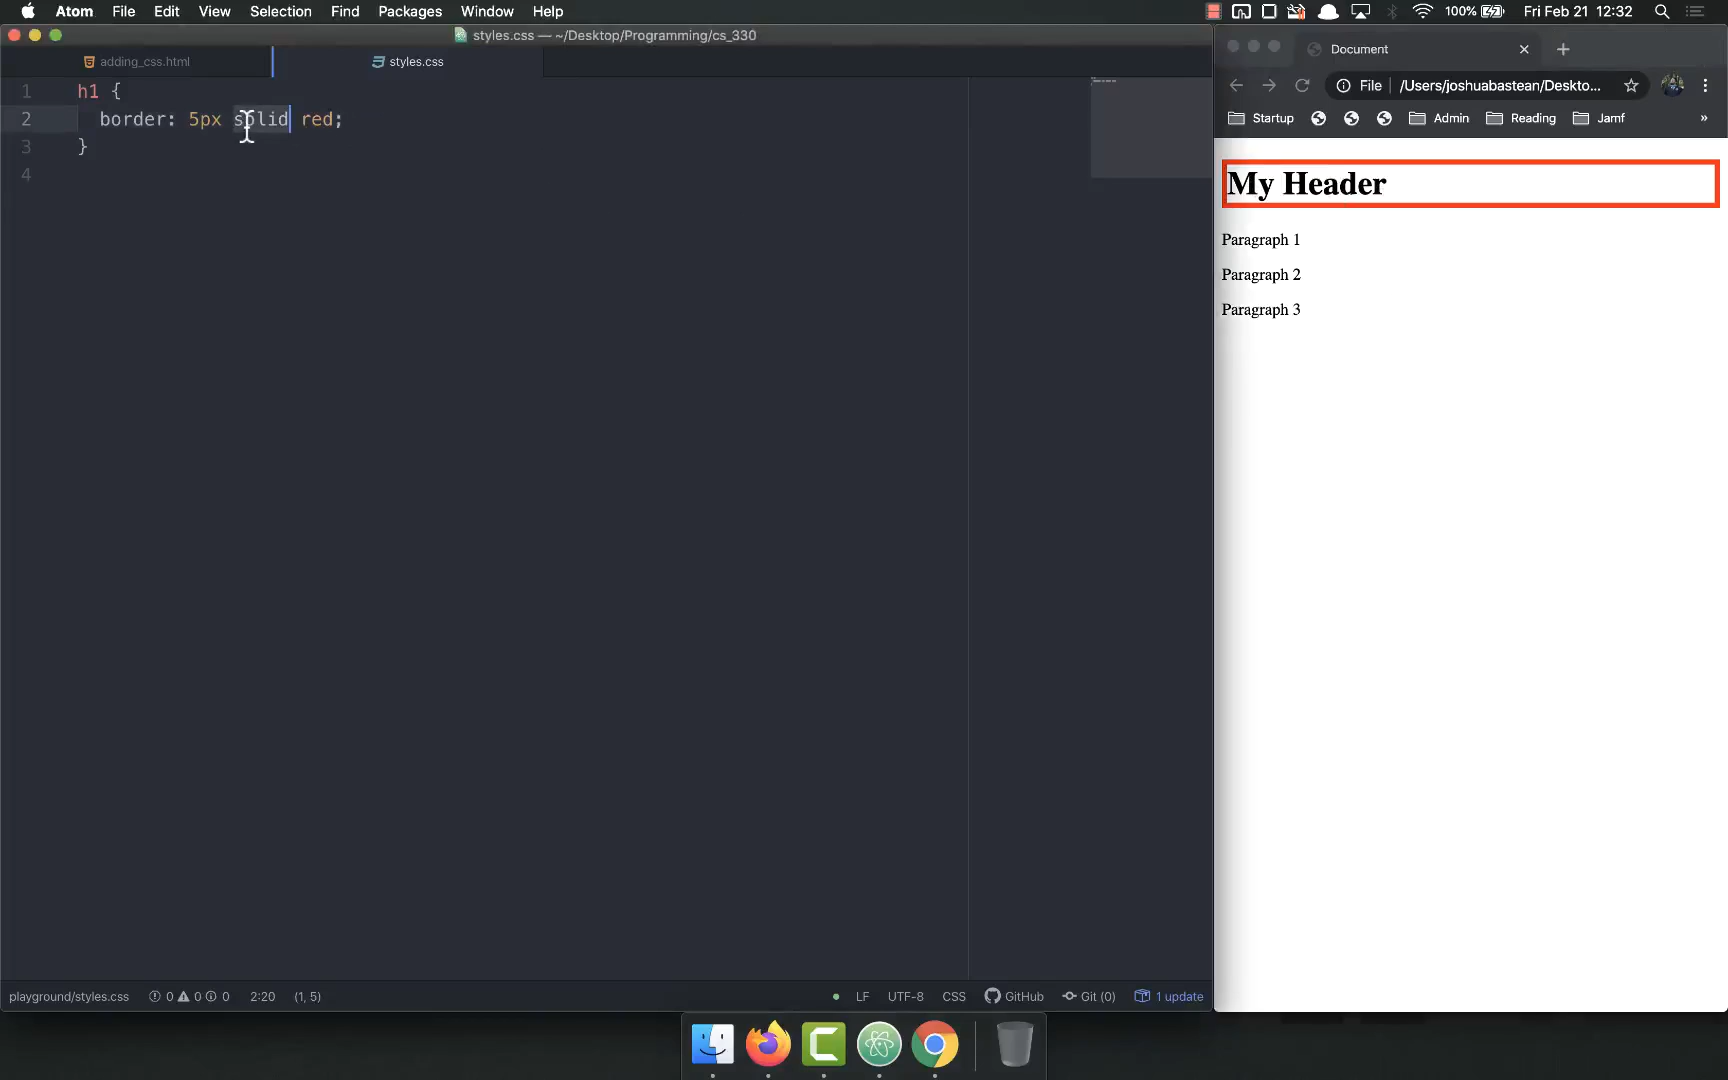 Atom File Edit View Selection Find Packages Window Help 100% Fri Feb 21 12:32
styles.css — ~/Desktop/Programming/cs_330
adding_css.html styles.css
1 h1 {
2 border: 5px solid red;
3 }
4
playground/styles.css 0 0 0 2:20 (1, 5) LF UTF-8 CSS GitHub Git (0) 1 update
Document
File /Users/joshuabastean/Deskto...
Startup Admin Reading Jamf »
My Header
Paragraph 1
Paragraph 2
Paragraph 3